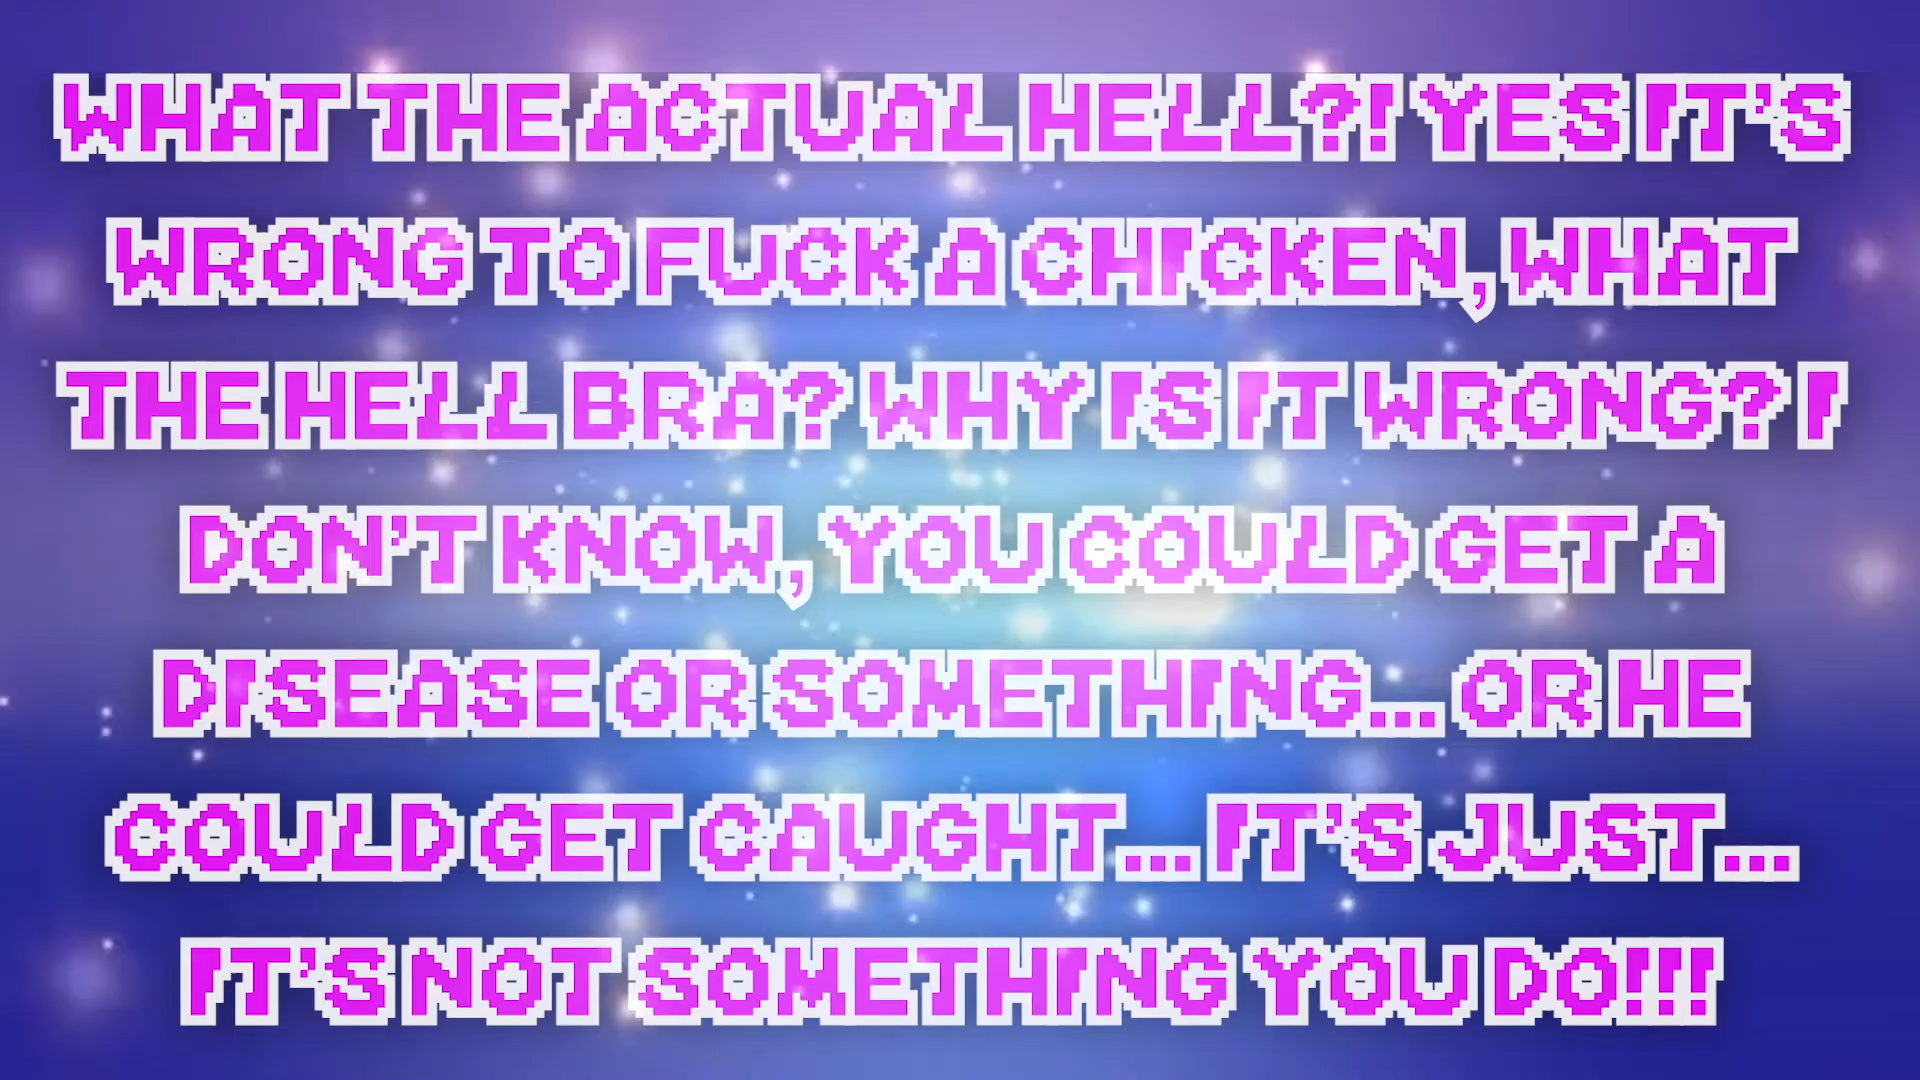 WHAT THE ACTUAL HELL?! YES IT'S
WRONG TO FUCK A CHICKEN, WHAT
THE HELL BRA? WHY IS IT WRONG? I
DON'T KNOW, YOU COULD GET A
DISEASE OR SOMETHING... OR HE
COULD GET CAUGHT... IT'S JUST...
IT'S NOT SOMETHING YOU DO!!!